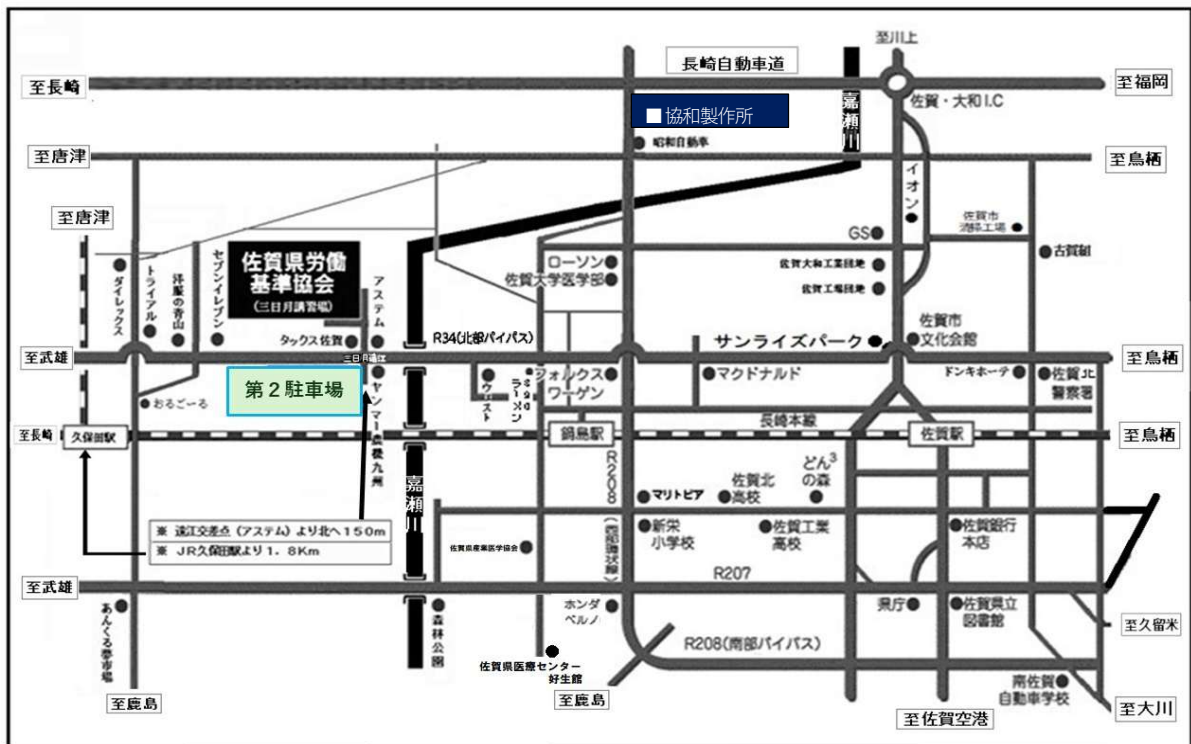 至川上
長崎自動車道
至長崎
至福岡
佐賀・大和I.C
■協和製作所
嘉瀬川
昭和自動車
至唐津
至鳥栖
イオン
至唐津
佐賀市
清掃工場
GS
古賀組
佐賀県労働
基準協会
(三日月講習場)
ダイレックス
トライアル
洋服の青山
セブンイレブン
アステム
ローソン
佐賀大学医学部
佐賀大和工業団地
佐賀工業団地
R34(北部バイパス)
タックス佐賀
サンライズパーク
佐賀市
文化会館
至武雄
三日月遠江
至鳥栖
第2駐車場
ヤンマー農機九州
ウエスト
ラーメン
フォルクス
ワーゲン
マクドナルド
ドンキホーテ
佐賀北
警察署
おるごーる
長崎本線
至長崎
久保田駅
鍋島駅
佐賀駅
至鳥栖
嘉瀬川
R208
(西部環状線)
マリトピア
佐賀北
高校
どん3
の森
※ 遠江交差点(アステム)より北へ150m
※ JR久保田駅より1.8Km
新栄
小学校
佐賀工業
高校
佐賀銀行
本店
佐賀県産業医学協会
至武雄
R207
あんくる夢市場
森林公園
ホンダ
ベルノ
県庁
佐賀県立
図書館
至久留米
R208(南部バイパス)
佐賀県医療センター
好生館
南佐賀
自動車学校
至鹿島
至鹿島
至佐賀空港
至大川